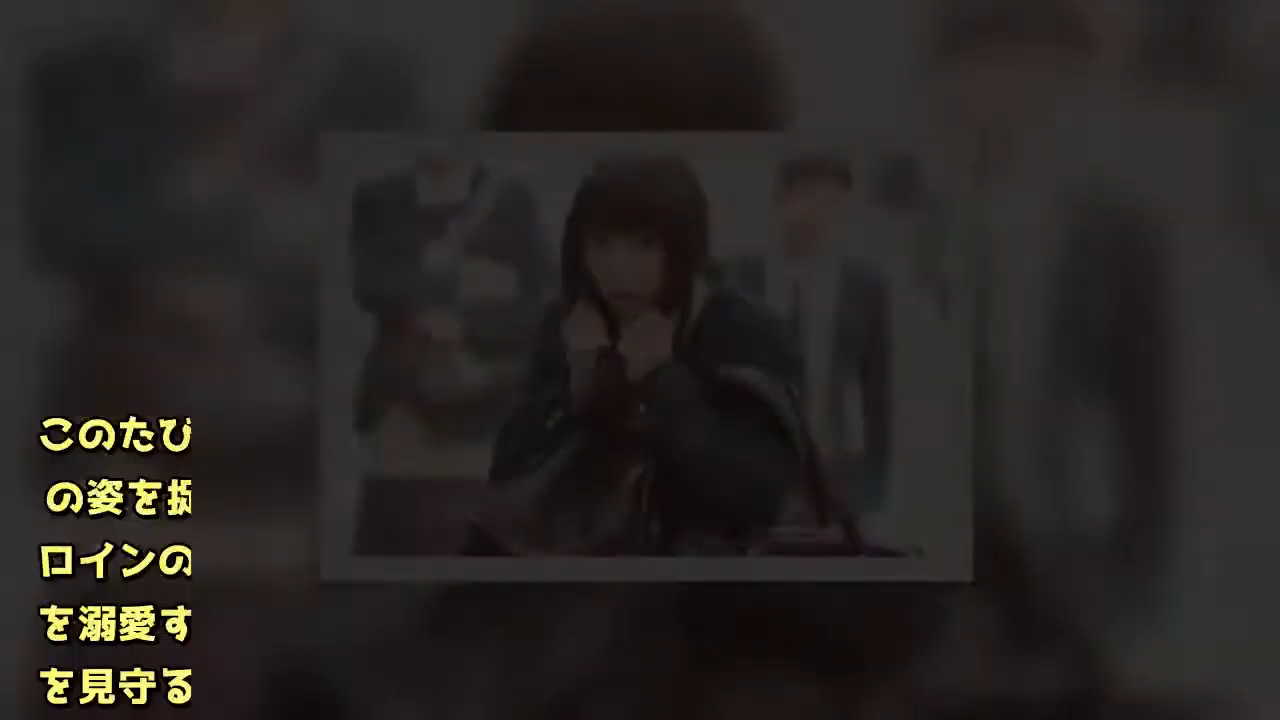 このたび
の姿を捉
ロインの
を溺愛す
を見守る